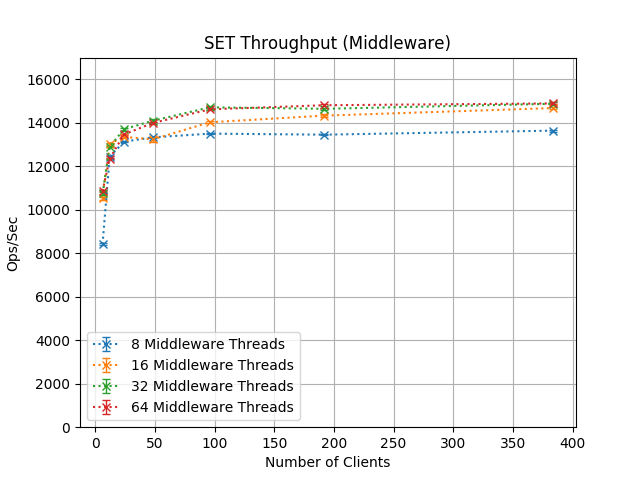 SET Throughput (Middleware)
16000
14000
12000
10000
8000
6000
4000
2000
0
Ops/Sec
8 Middleware Threads
16 Middleware Threads
32 Middleware Threads
64 Middleware Threads
0 50 100 150 200 250 300 350 400
Number of Clients